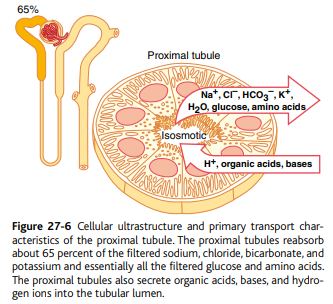 65%
Proximal tubule
Na⁺, Cl⁻, HCO₃⁻, K⁺,
H₂O, glucose, amino acids
Isosmotic
H⁺, organic acids, bases
Figure 27-6 Cellular ultrastructure and primary transport char-
acteristics of the proximal tubule. The proximal tubules reabsorb
about 65 percent of the filtered sodium, chloride, bicarbonate, and
potassium and essentially all the filtered glucose and amino acids.
The proximal tubules also secrete organic acids, bases, and hydro-
gen ions into the tubular lumen.